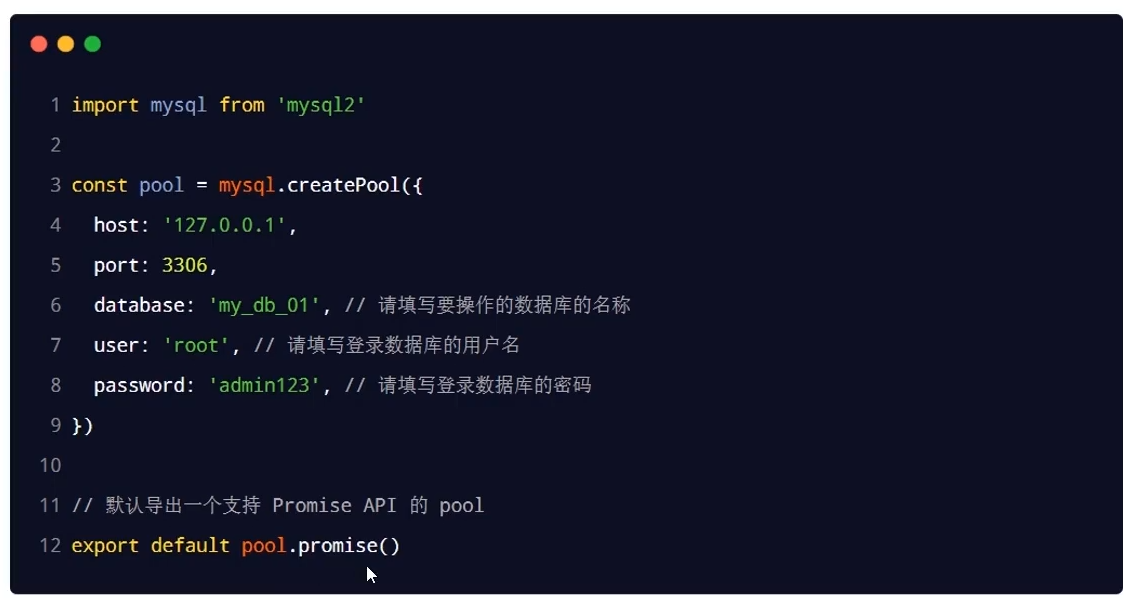 1 import mysql from 'mysql2'
2
3 const pool = mysql.createPool({
4   host: '127.0.0.1',
5   port: 3306,
6   database: 'my_db_01', // 请填写要操作的数据库的名称
7   user: 'root', // 请填写登录数据库的用户名
8   password: 'admin123', // 请填写登录数据库的密码
9 })
10
11 // 默认导出一个支持 Promise API 的 pool
12 export default pool.promise()